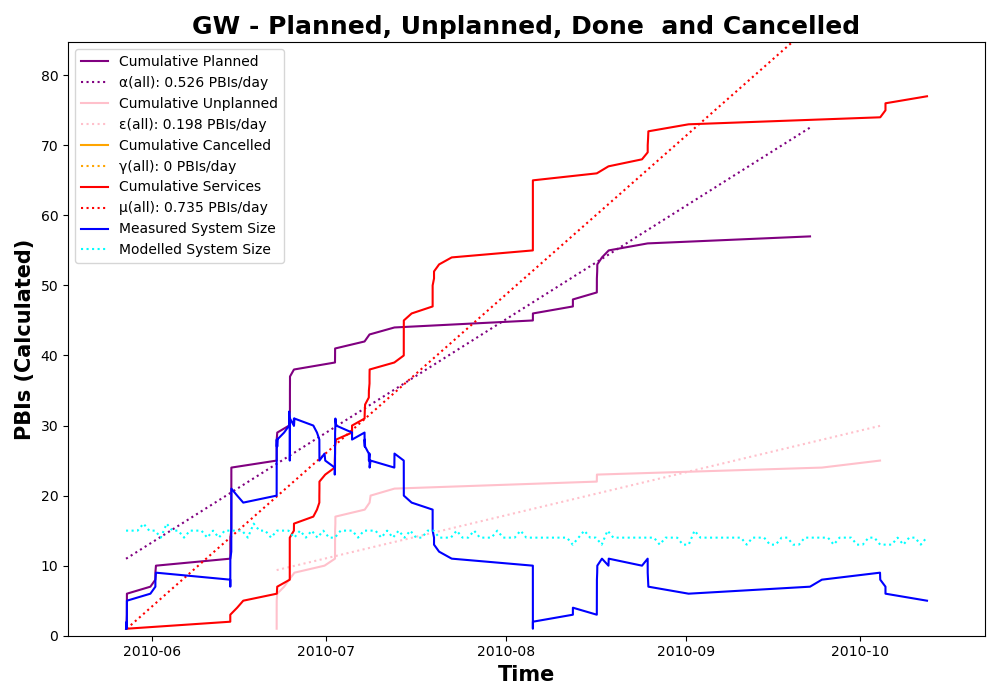 GW - Planned, Unplanned, Done  and Cancelled
Cumulative Planned
α(all): 0.526 PBIs/day
Cumulative Unplanned
ε(all): 0.198 PBIs/day
Cumulative Cancelled
γ(all): 0 PBIs/day
Cumulative Services
μ(all): 0.735 PBIs/day
Measured System Size
Modelled System Size
PBIs (Calculated)
80
70
60
50
40
30
20
10
0
2010-06 2010-07 2010-08 2010-09 2010-10
Time